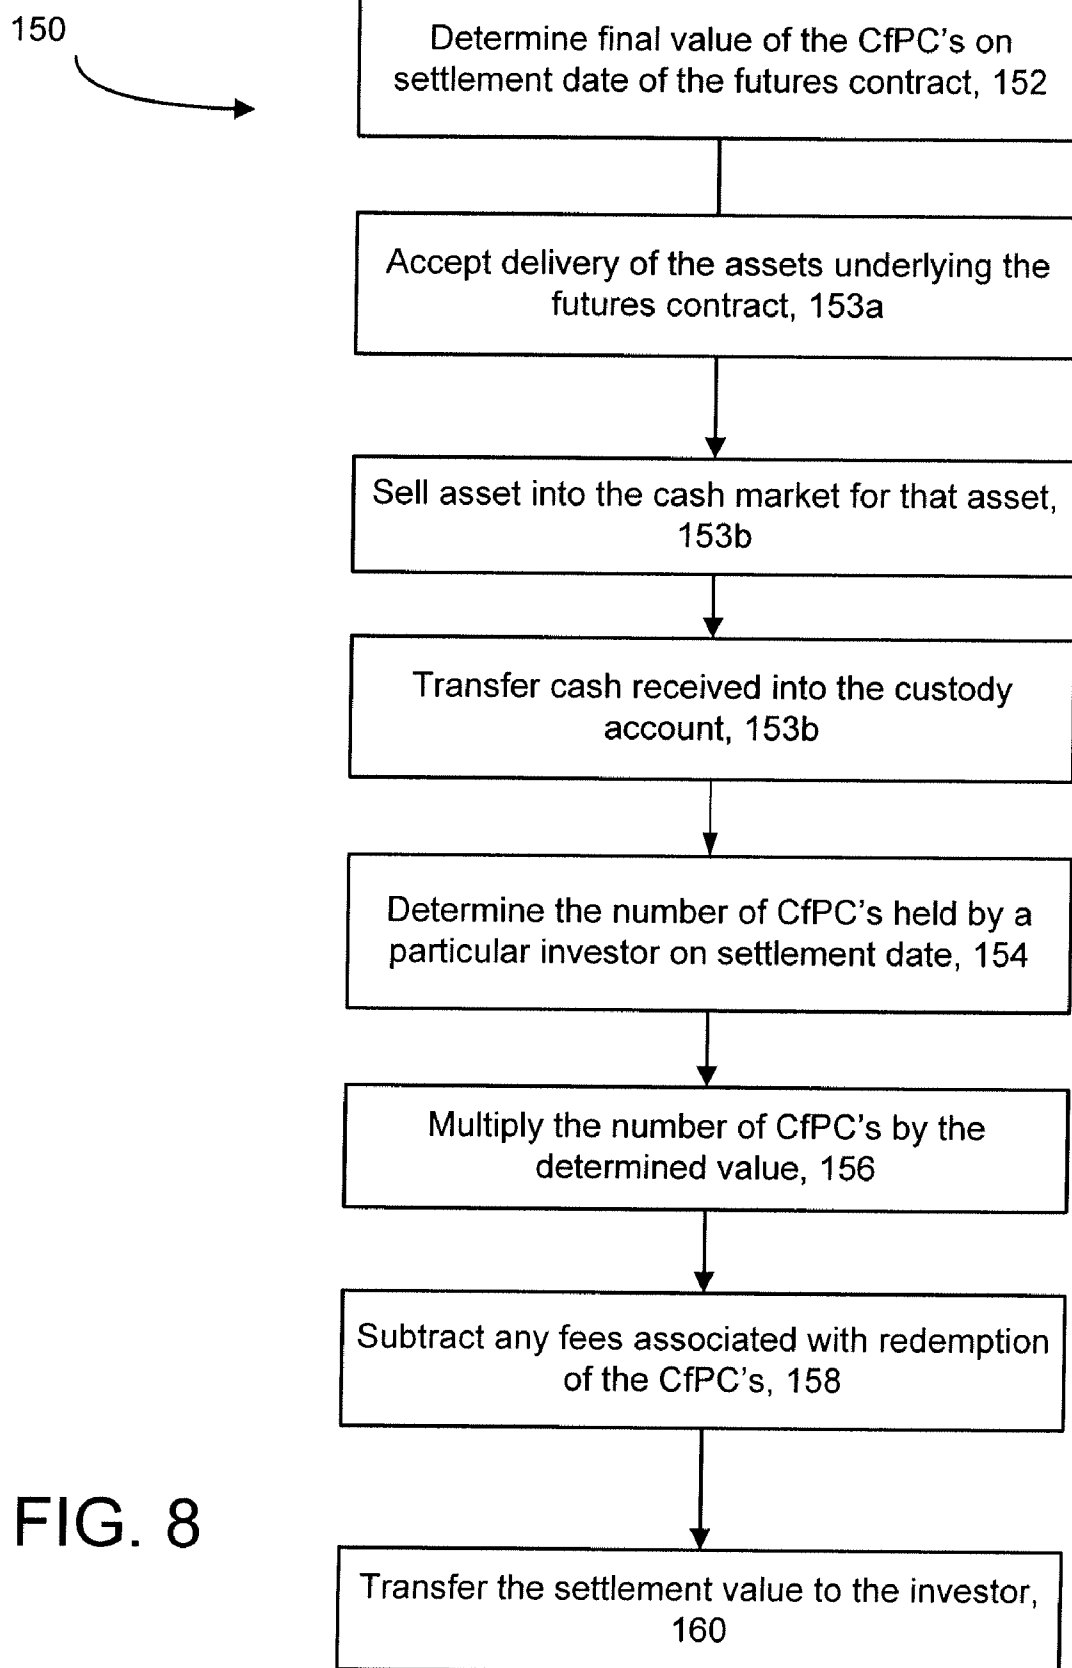 150
Determine final value of the CfPC's on
settlement date of the futures contract, 152
Accept delivery of the assets underlying the
futures contract, 153a
Sell asset into the cash market for that asset,
153b
Transfer cash received into the custody
account, 153b
Determine the number of CfPC's held by a
particular investor on settlement date, 154
Multiply the number of CfPC's by the
determined value, 156
Subtract any fees associated with redemption
of the CfPC's, 158
FIG. 8
Transfer the settlement value to the investor,
160